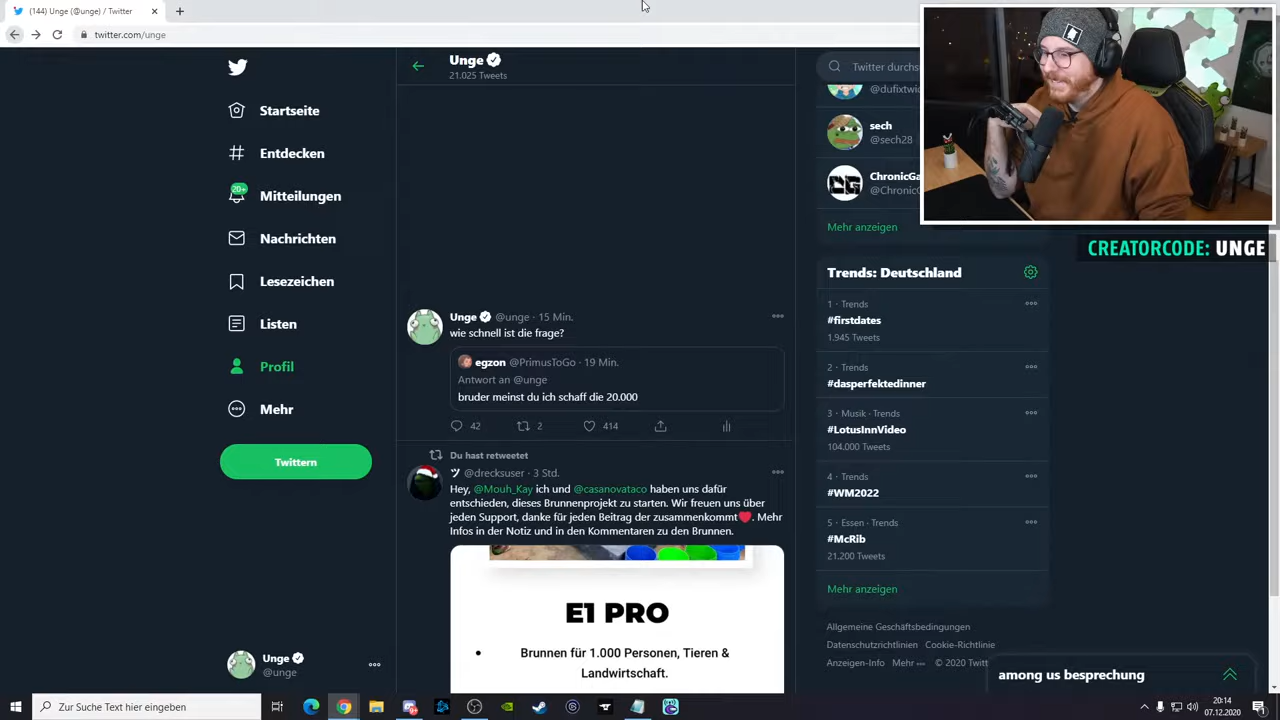 (144) Unge (@unge) / Twitter
twitter.com/unge
Startseite
Entdecken
20+
Mitteilungen
Nachrichten
Lesezeichen
Listen
Profil
Mehr
Twittern
Unge
@unge
Unge
21.025 Tweets
Unge @unge · 15 Min.
wie schnell ist die frage?
egzon @PrimusToGo · 19 Min.
Antwort an @unge
bruder meinst du ich schaff die 20.000
42 2 414
Du hast retweetet
ツ @drecksuser · 3 Std.
Hey, @Mouh_Kay ich und @casanovataco haben uns dafür
entschieden, dieses Brunnenprojekt zu starten. Wir freuen uns über
jeden Support, danke für jeden Beitrag der zusammenkommt❤. Mehr
Infos in der Notiz und in den Kommentaren zu den Brunnen.
E1 PRO
• Brunnen für 1.000 Personen, Tieren &
Landwirtschaft.
Twitter durchs
@dufixtwi
sech
@sech28
ChronicGa
@Chronic
Mehr anzeigen
Trends: Deutschland
1 · Trends
#firstdates
1.945 Tweets
2 · Trends
#dasperfektedinner
3 · Musik · Trends
#LotusInnVideo
104.000 Tweets
4 · Trends
#WM2022
5 · Essen · Trends
#McRib
21.200 Tweets
Mehr anzeigen
Allgemeine Geschäftsbedingungen
Datenschutzrichtlinien Cookie-Richtlinie
Anzeigen-Info Mehr ••• © 2020 Twitt
CREATORCODE: UNGE
among us besprechung
Zur Suche Text hier eingeben
20:14
07.12.2020